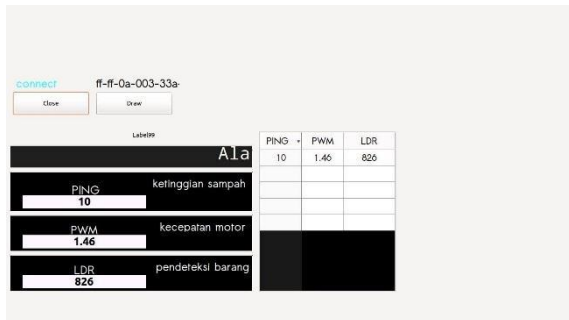 connect ff-ff-0a-003-33a-
Close Draw
Label99
Ala
PING ketinggian sampah
10
PWM kecepatan motor
1.46
LDR pendeteksi barang
826
PING PWM LDR
10 1.46 826